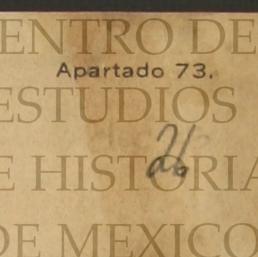 ENTRO DE
Apartado 73.
ESTUDIOS
26
E HISTORIA
DE MEXICO